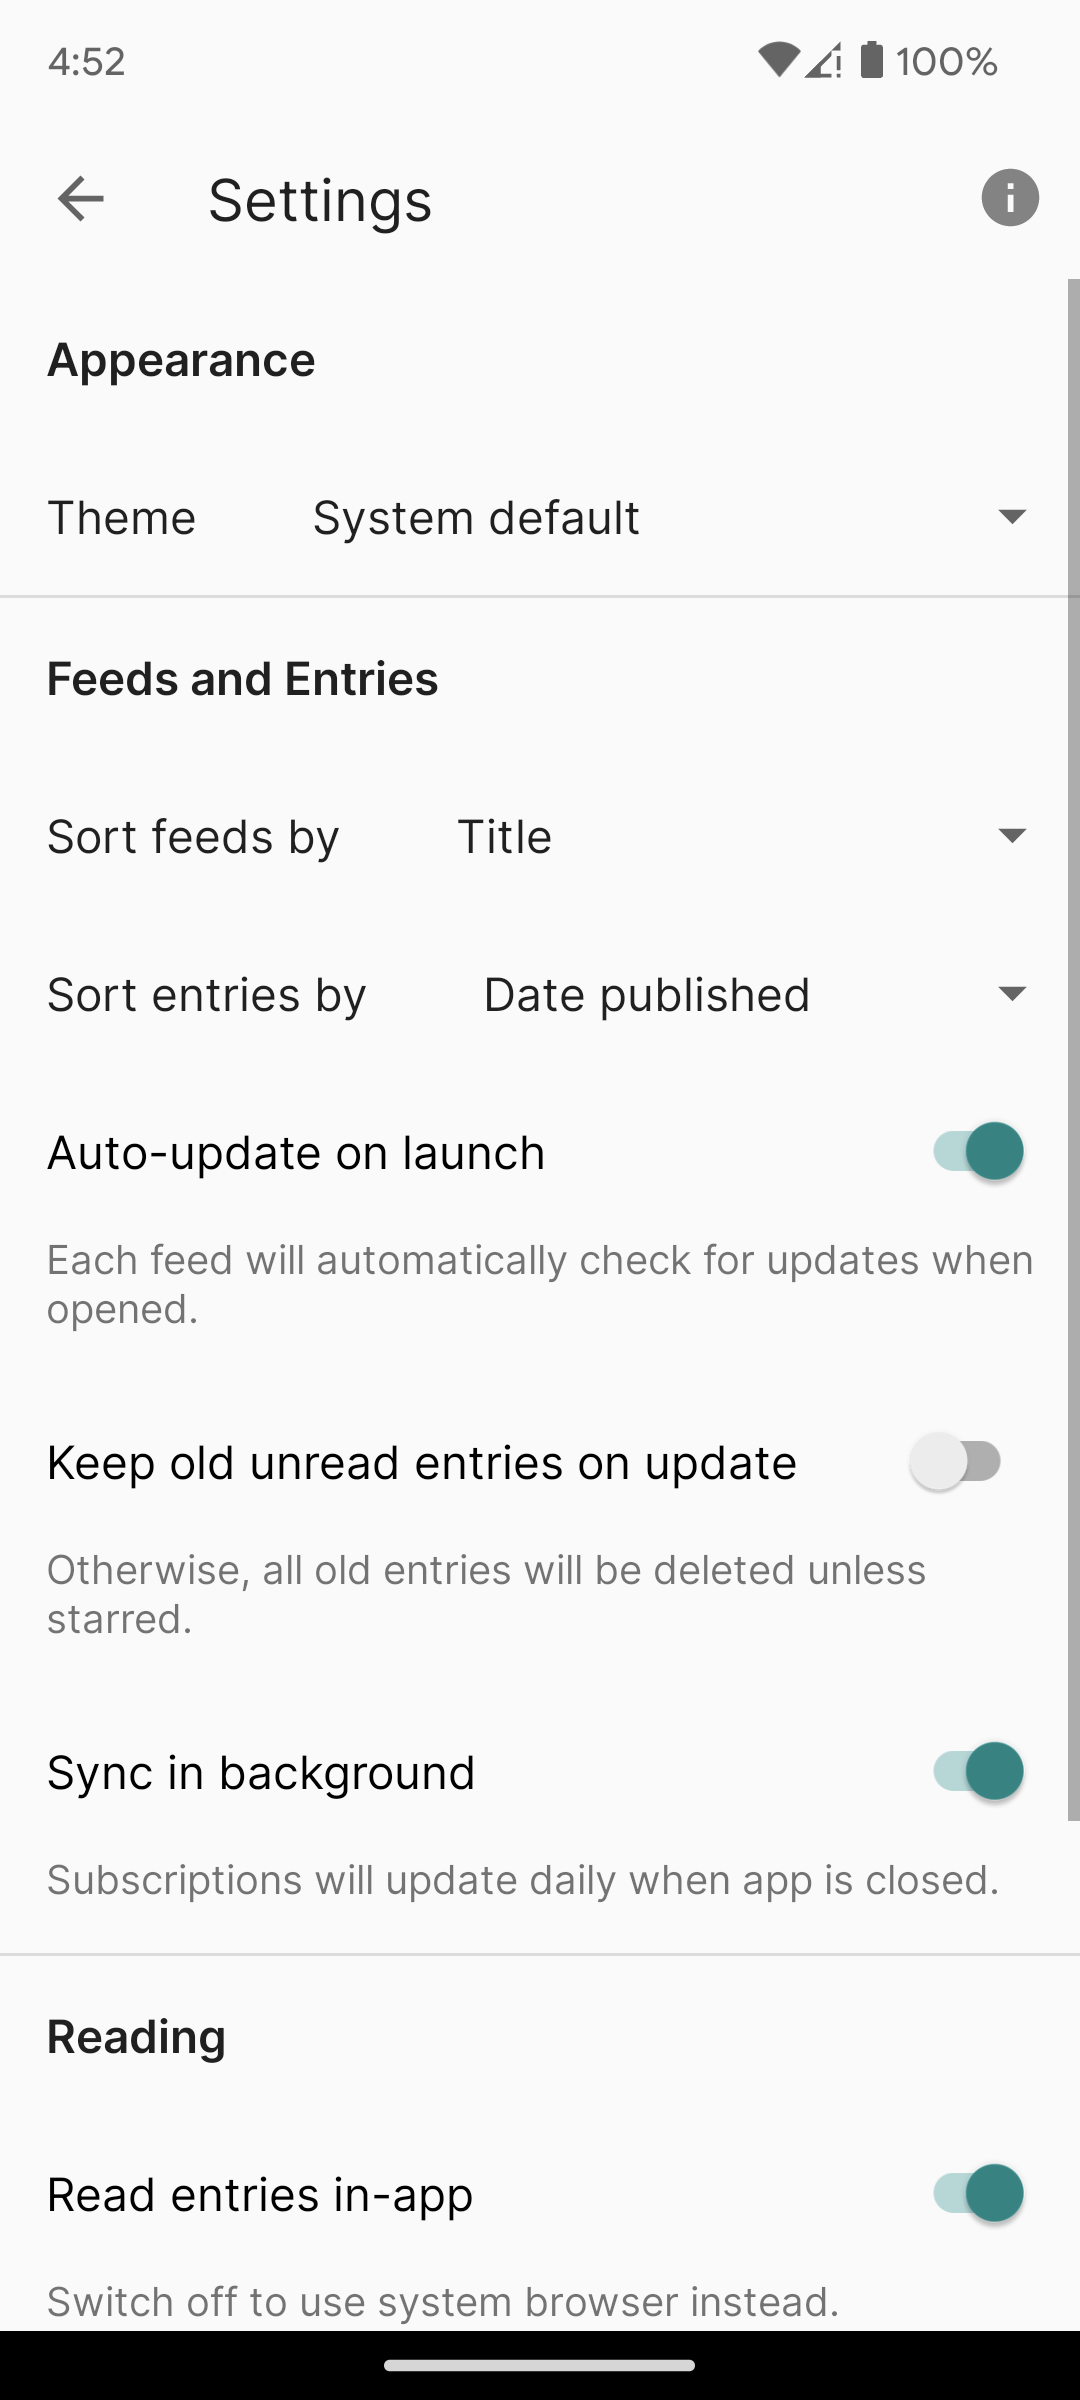 4:52
100%
Settings
Appearance
Theme
System default
Feeds and Entries
Sort feeds by
Title
Sort entries by
Date published
Auto-update on launch
Each feed will automatically check for updates when
opened.
Keep old unread entries on update
Otherwise, all old entries will be deleted unless
starred.
Sync in background
Subscriptions will update daily when app is closed.
Reading
Read entries in-app
Switch off to use system browser instead.